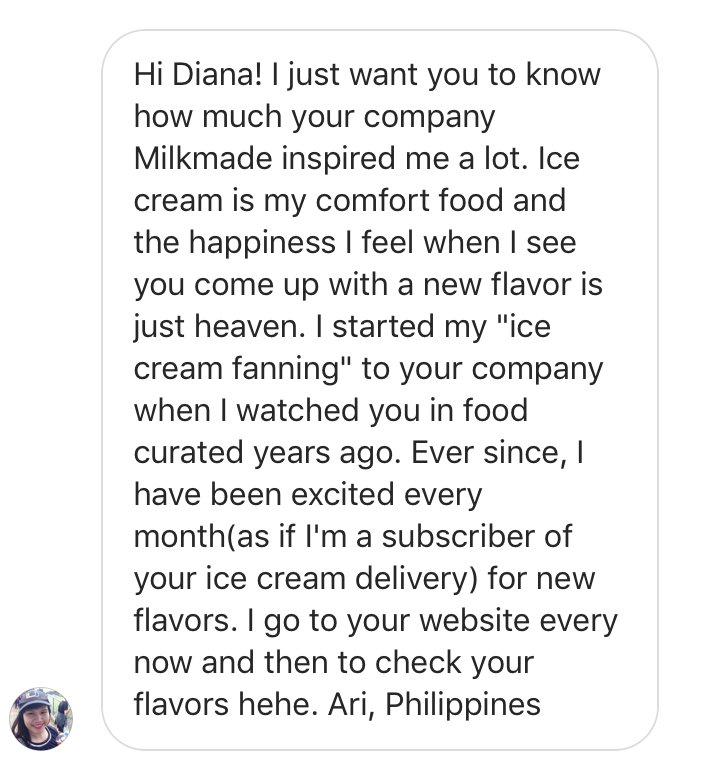 Hi Diana! I just want you to know
how much your company
Milkmade inspired me a lot. Ice
cream is my comfort food and
the happiness I feel when I see
you come up with a new flavor is
just heaven. I started my "ice
cream fanning" to your company
when I watched you in food
curated years ago. Ever since, I
have been excited every
month(as if I'm a subscriber of
your ice cream delivery) for new
flavors. I go to your website every
now and then to check your
flavors hehe. Ari, Philippines